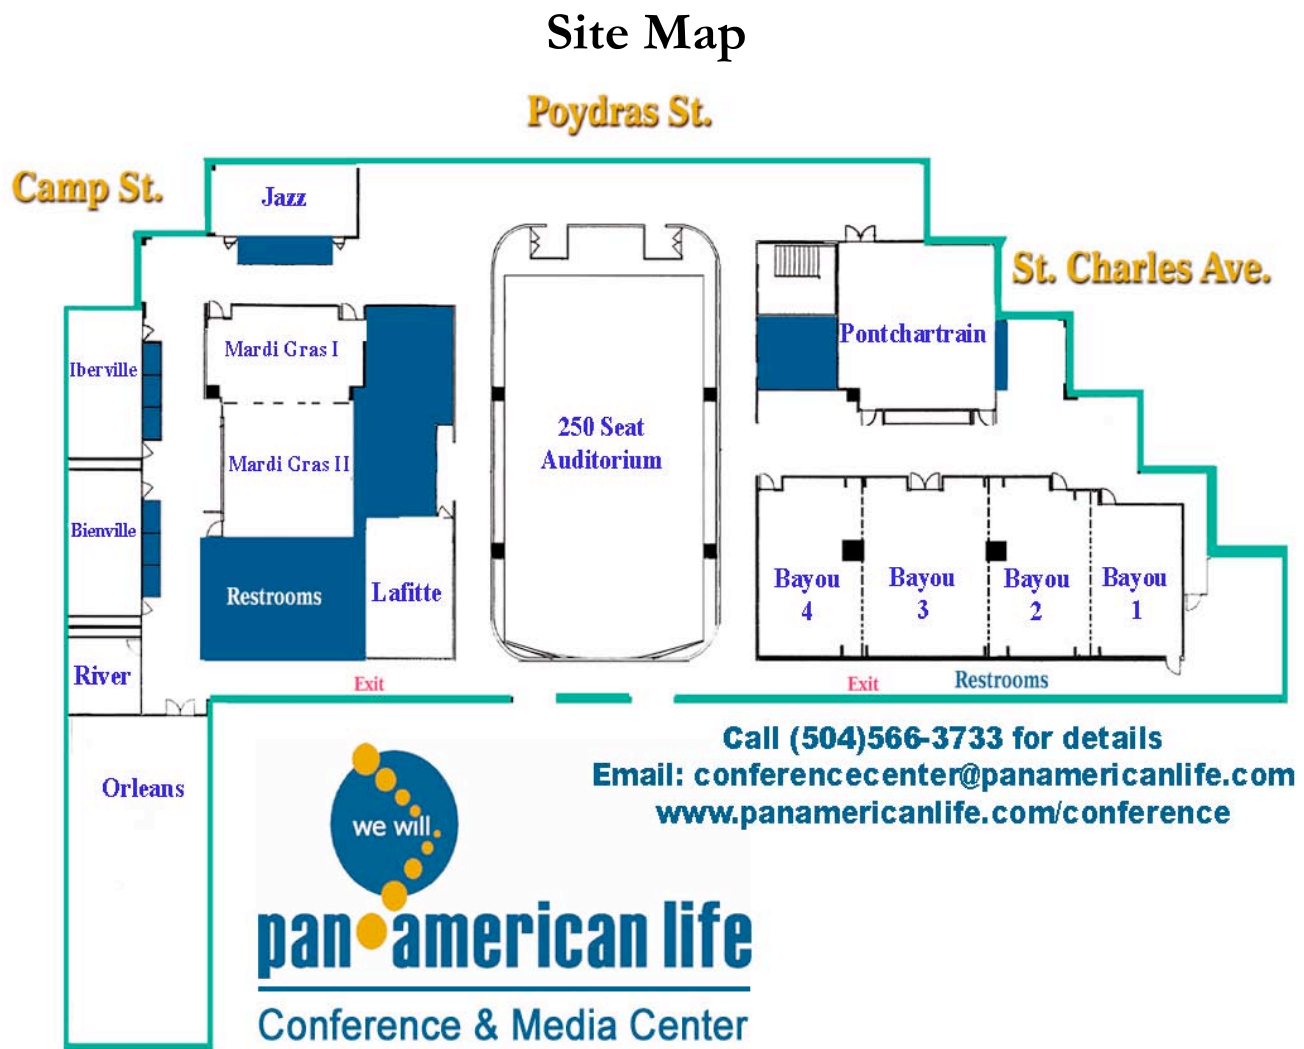 Site Map
Poydras St.
Camp St.
Jazz
St. Charles Ave.
Pontchartrain
Mardi Gras I
Iberville
250 Seat
Auditorium
Mardi Gras II
Bienville
Restrooms
Lafitte
Bayou
4
Bayou
3
Bayou
2
Bayou
1
River
Exit
Exit
Restrooms
Orleans
Call (504)566-3733 for details
Email: conferencecenter@panamericanlife.com
www.panamericanlife.com/conference
we will
pan american life
Conference & Media Center